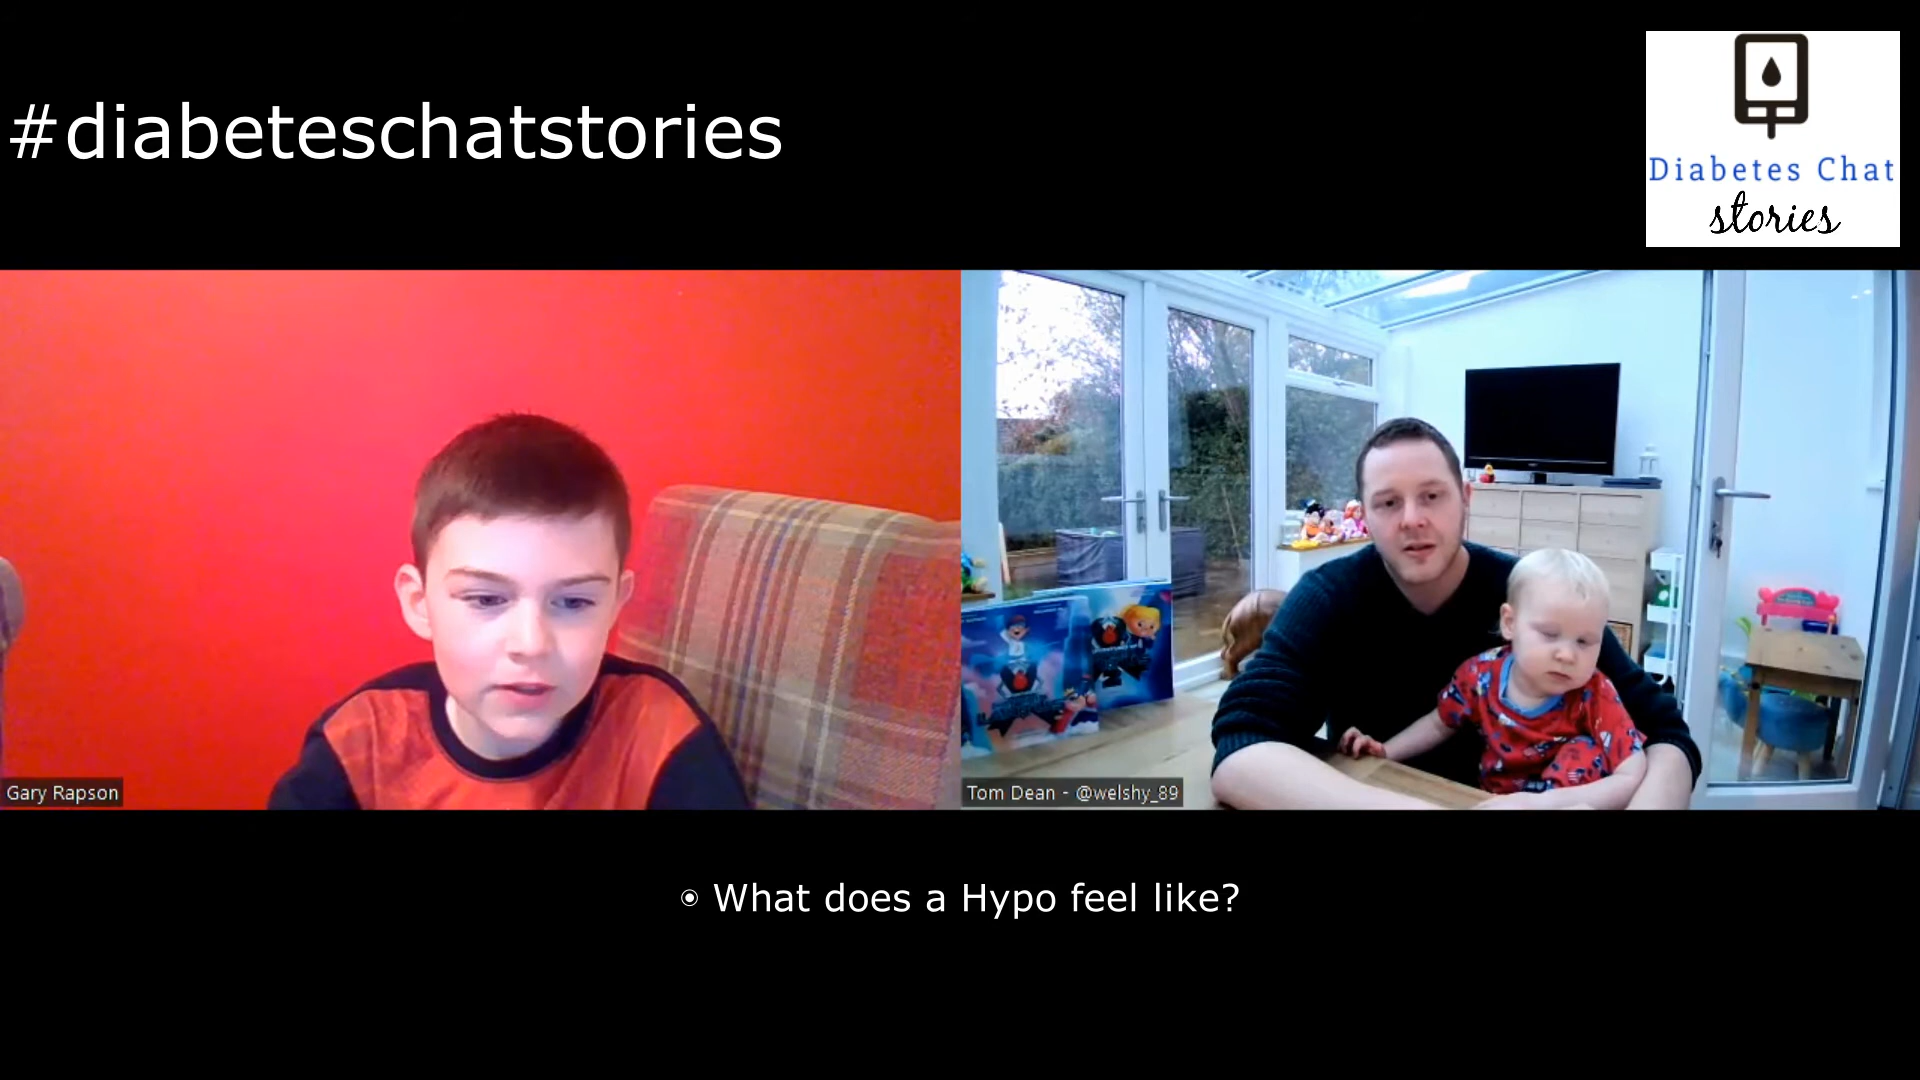 #diabeteschatstories
Diabetes Chat
stories
Gary Rapson
Tom Dean - @welshy_89
What does a Hypo feel like?